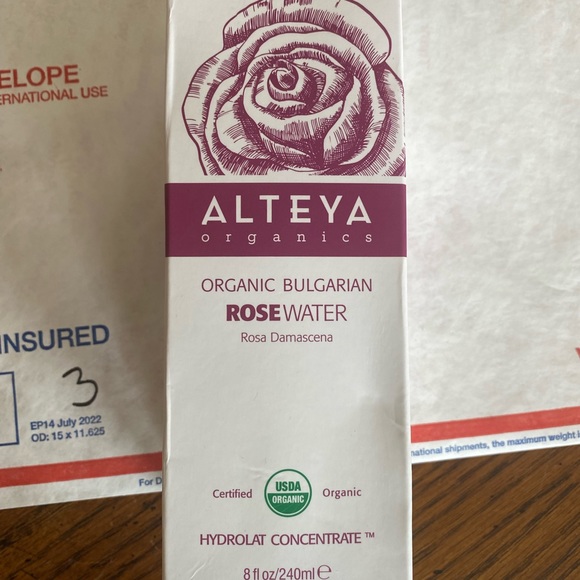 ELOPE
ERNATIONAL USE
ALTEYA
organics
ORGANIC BULGARIAN
ROSEWATER
Rosa Damascena
INSURED
3
EP14 July 2022
OD: 15 x 11.625
For D
national shipments, the maximum weight i
Certified
USDA
ORGANIC
Organic
HYDROLAT CONCENTRATE™
8 fl oz/240ml ℮